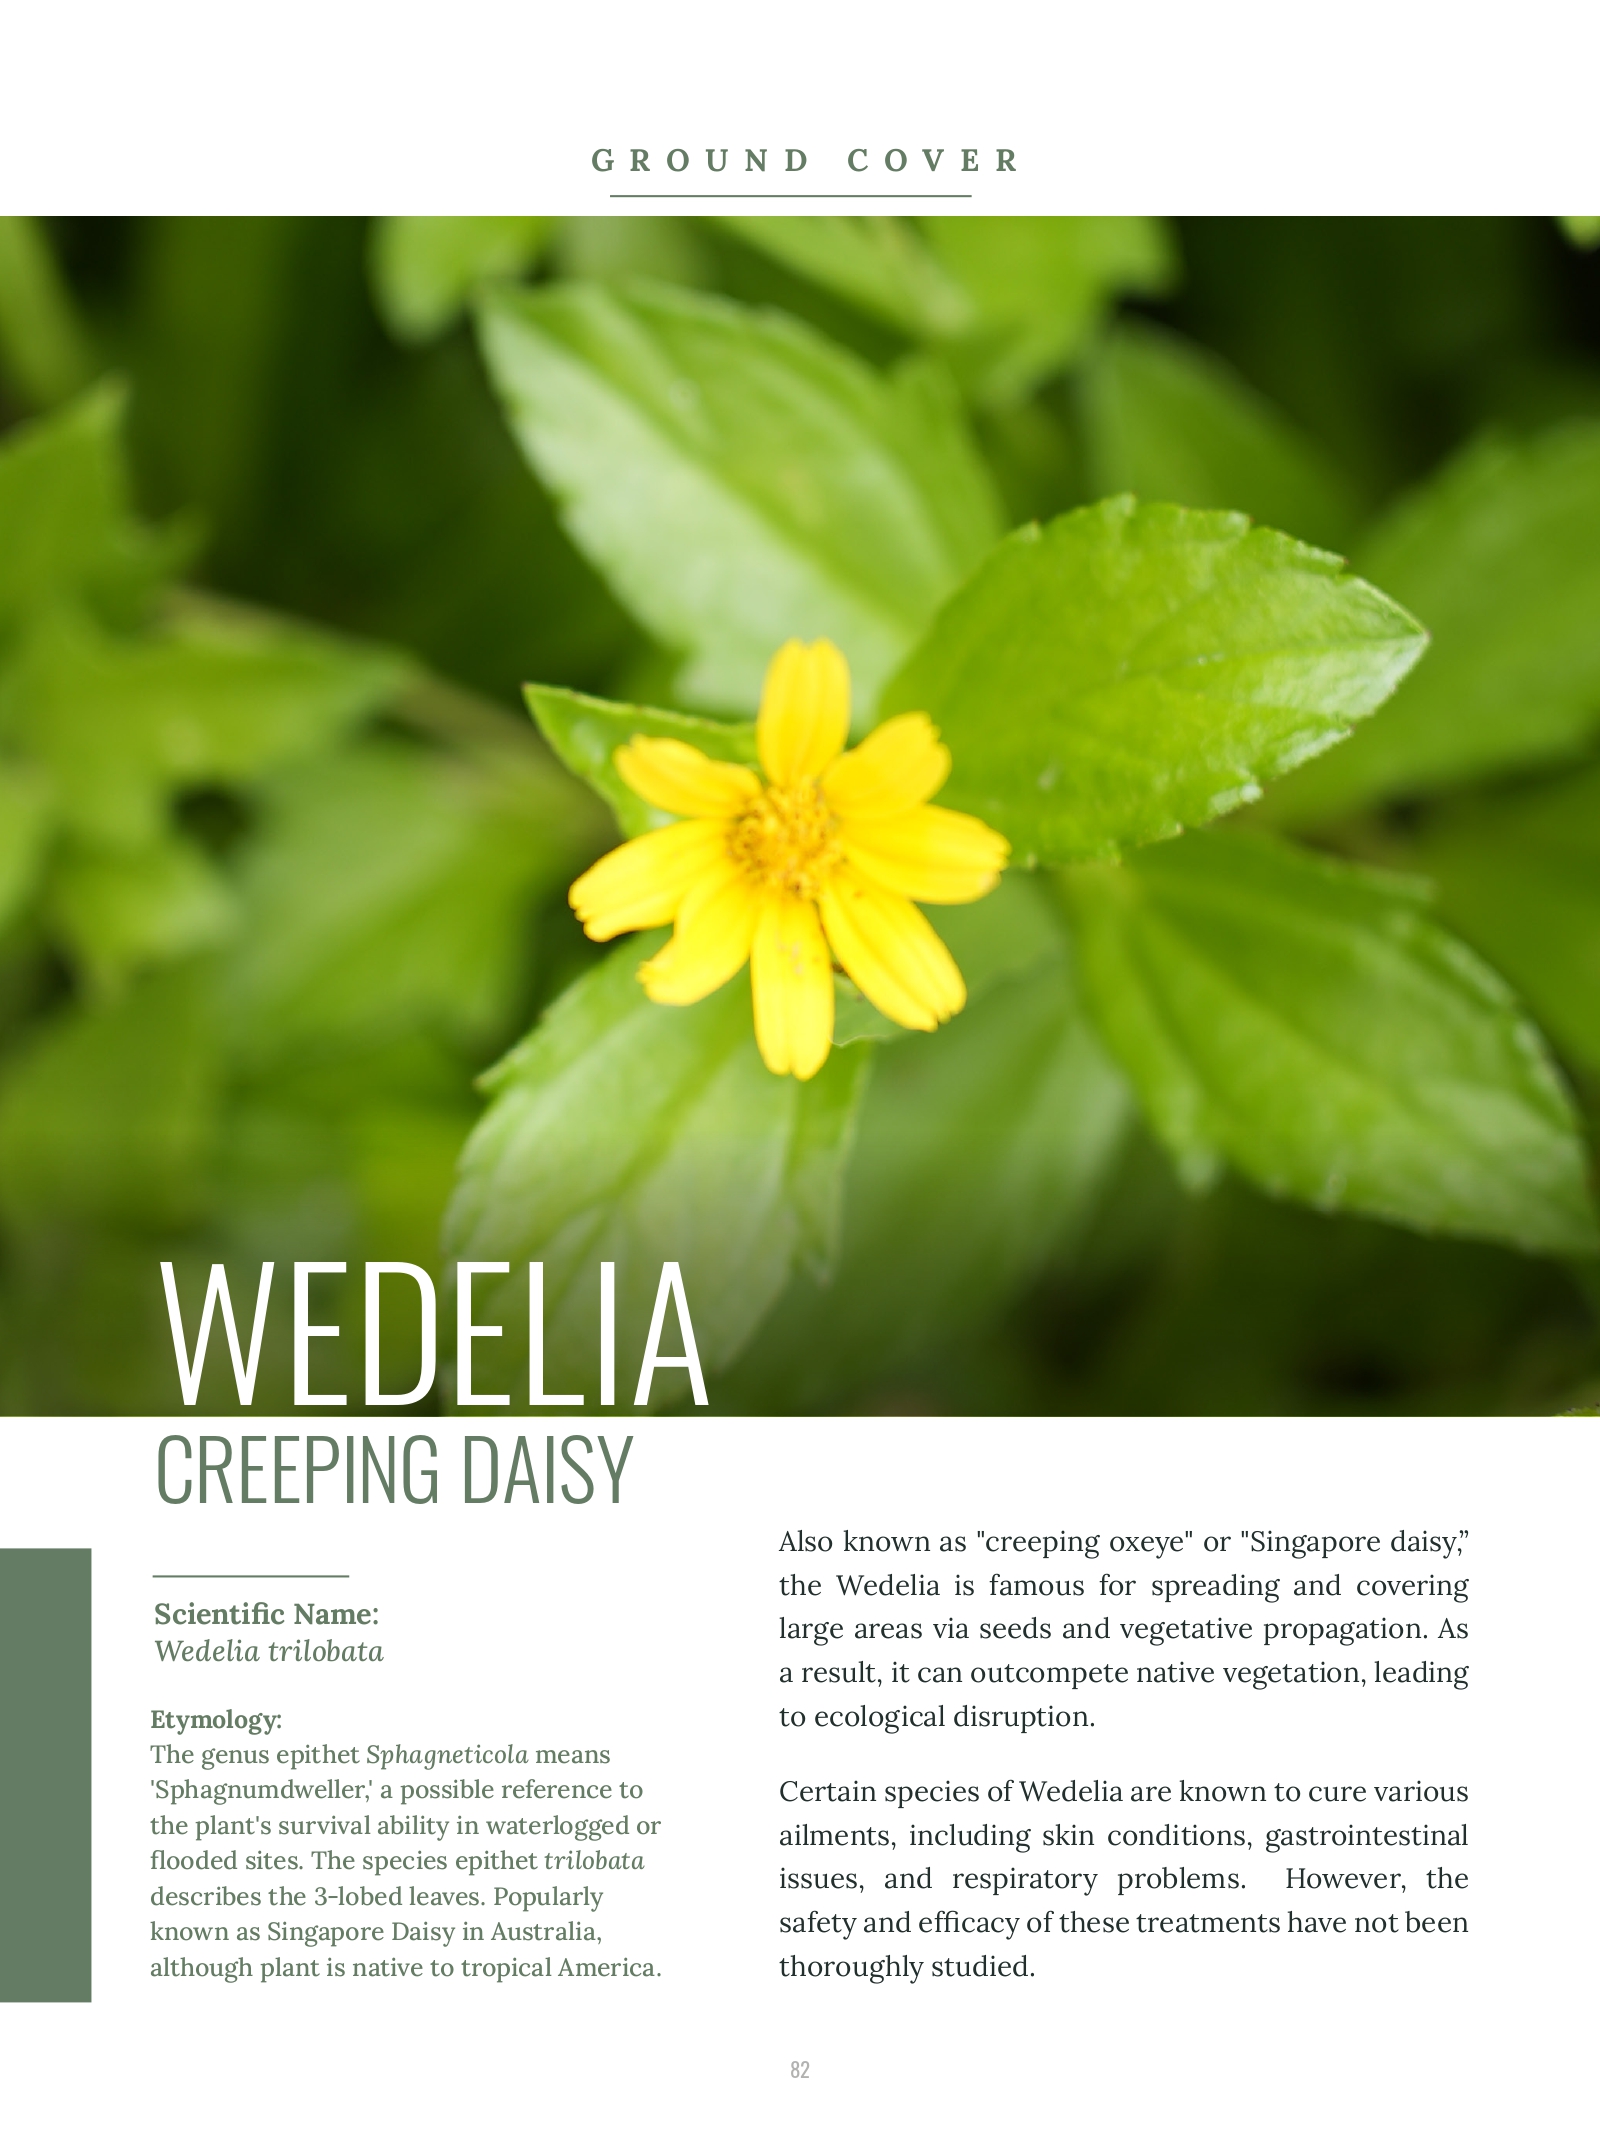 GROUND COVER
WEDELIA
CREEPING DAISY
Scientific Name:
Wedelia trilobata
Etymology:
The genus epithet Sphagneticola means
'Sphagnumdweller,' a possible reference to
the plant's survival ability in waterlogged or
flooded sites. The species epithet trilobata
describes the 3-lobed leaves. Popularly
known as Singapore Daisy in Australia,
although plant is native to tropical America.
Also known as "creeping oxeye" or "Singapore daisy,”
the Wedelia is famous for spreading and covering
large areas via seeds and vegetative propagation. As
a result, it can outcompete native vegetation, leading
to ecological disruption.
Certain species of Wedelia are known to cure various
ailments, including skin conditions, gastrointestinal
issues, and respiratory problems. However, the
safety and efficacy of these treatments have not been
thoroughly studied.
82